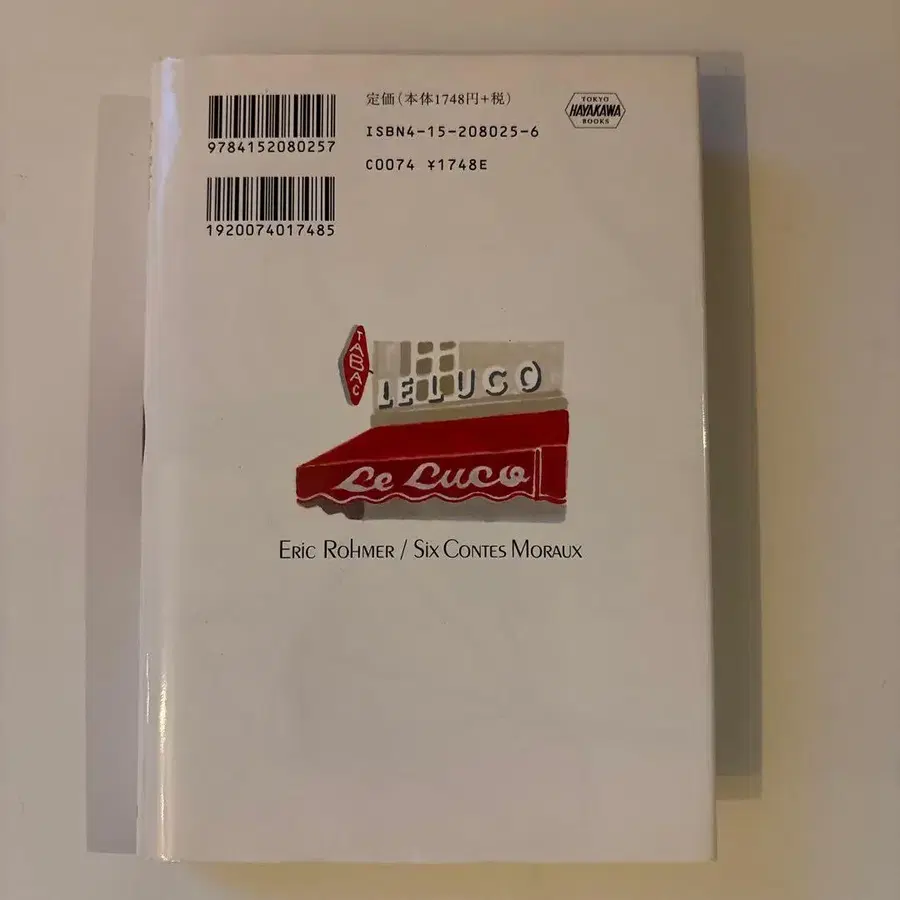 定価(本体1748円+税)
ISBN4-15-208025-6
C0074 ¥1748E
TOKYO
HAYAKAWA
BOOKS
9784152080257
1920074017485
TABAC
LE LUCO
Le Luco
ERIC ROHMER / SIX CONTES MORAUX